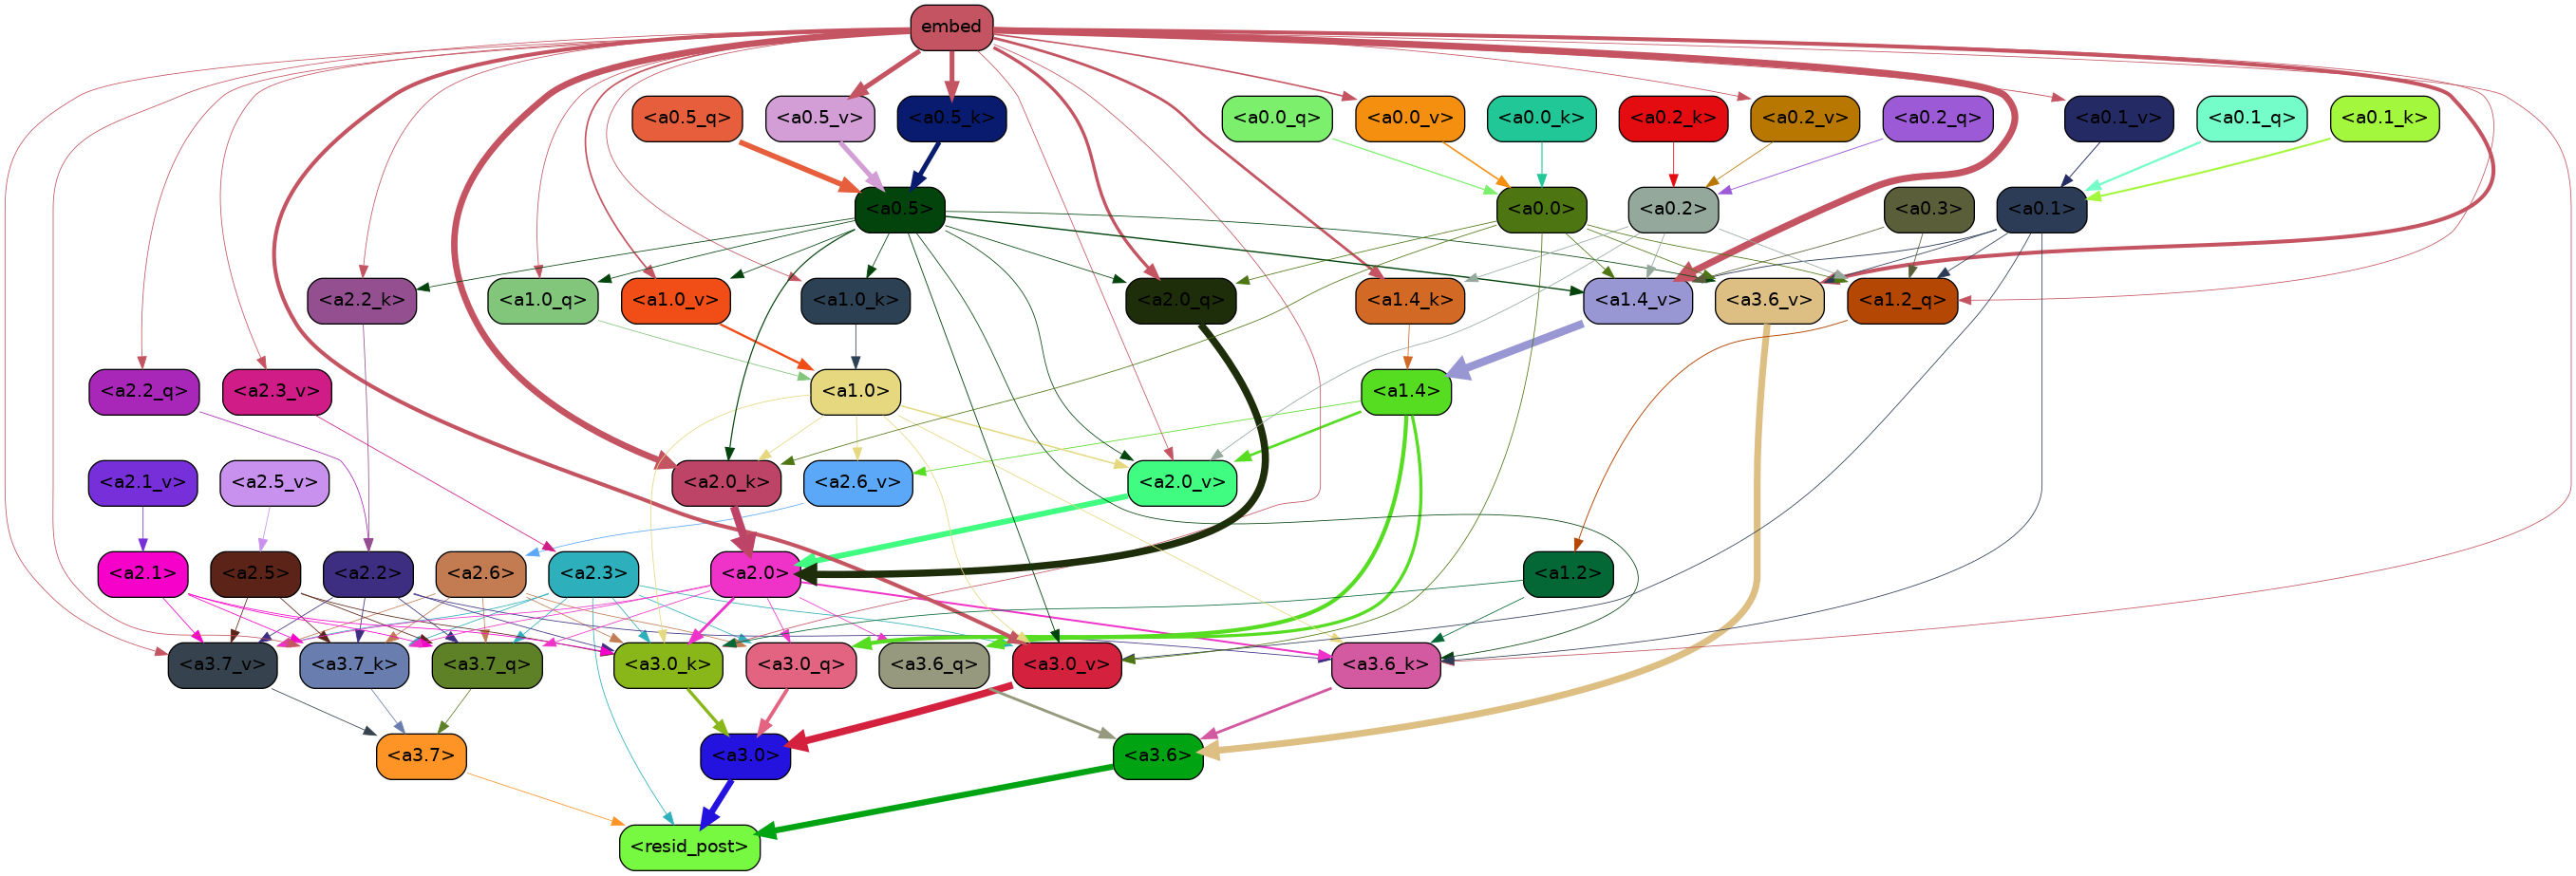 embed
<a0.5_q>
<a0.5_v>
<a0.5_k>
<a0.0_q>
<a0.0_v>
<a0.0_k>
<a0.2_k>
<a0.2_v>
<a0.2_q>
<a0.1_v>
<a0.1_q>
<a0.1_k>
<a0.5>
<a0.0>
<a0.2>
<a0.3>
<a0.1>
<a2.2_k>
<a1.0_q>
<a1.0_v>
<a1.0_k>
<a2.0_q>
<a1.4_k>
<a1.4_v>
<a3.6_v>
<a1.2_q>
<a2.2_q>
<a2.3_v>
<a1.0>
<a1.4>
<a2.1_v>
<a2.5_v>
<a2.0_k>
<a2.6_v>
<a2.0_v>
<a2.1>
<a2.5>
<a2.2>
<a2.6>
<a2.3>
<a2.0>
<a1.2>
<a3.7_v>
<a3.7_k>
<a3.7_q>
<a3.0_k>
<a3.0_q>
<a3.6_q>
<a3.0_v>
<a3.6_k>
<a3.7>
<a3.0>
<a3.6>
<resid_post>